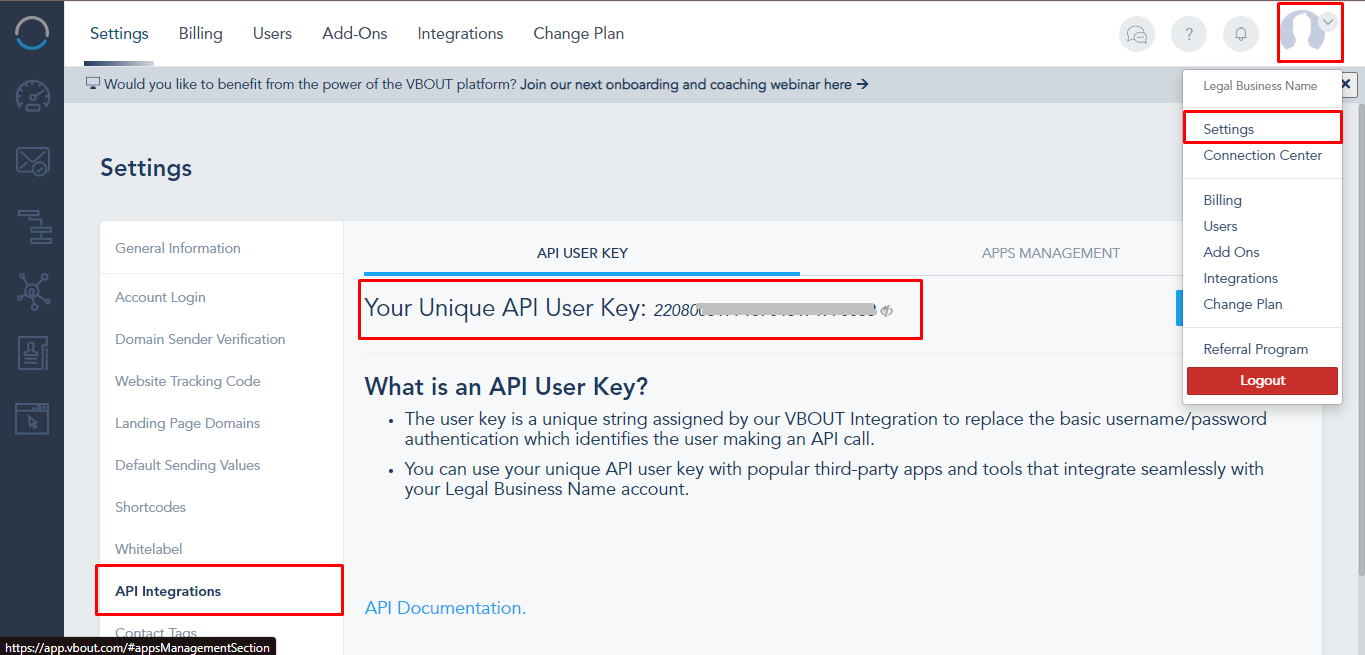 Settings Billing Users Add-Ons Integrations Change Plan
?
Would you like to benefit from the power of the VBOUT platform? Join our next onboarding and coaching webinar here →
Legal Business Name
Settings
Connection Center
Billing
Users
Add Ons
Integrations
Change Plan
Referral Program
Logout
Settings
General Information
Account Login
Domain Sender Verification
Website Tracking Code
Landing Page Domains
Default Sending Values
Shortcodes
Whitelabel
API Integrations
Contact Tags
API USER KEY APPS MANAGEMENT
Your Unique API User Key:
What is an API User Key?
• The user key is a unique string assigned by our VBOUT Integration to replace the basic username/password
authentication which identifies the user making an API call.
• You can use your unique API user key with popular third-party apps and tools that integrate seamlessly with
your Legal Business Name account.
API Documentation.
https://app.vbout.com/#appsManagementSection